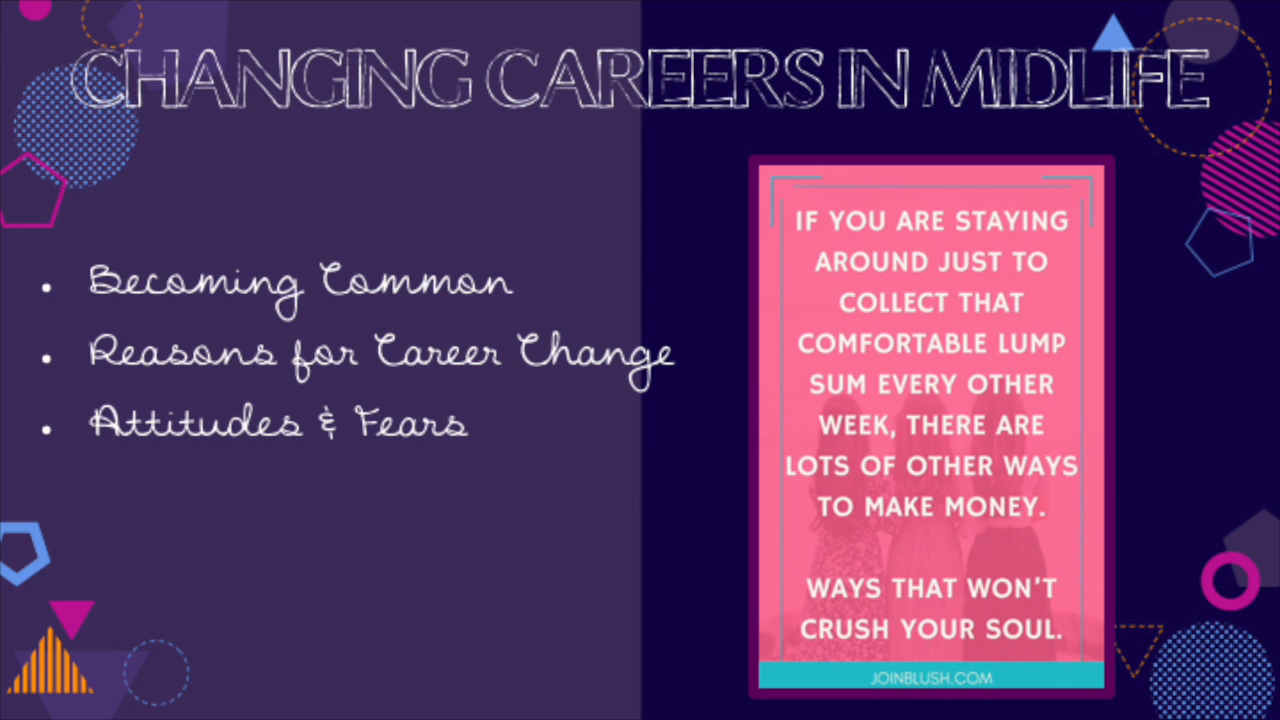 CHANGING CAREERS IN MIDLIFE
• Becoming Common
• Reasons for Career Change
• Attitudes & Fears
IF YOU ARE STAYING
AROUND JUST TO
COLLECT THAT
COMFORTABLE LUMP
SUM EVERY OTHER
WEEK, THERE ARE
LOTS OF OTHER WAYS
TO MAKE MONEY.
WAYS THAT WON'T
CRUSH YOUR SOUL.
JOINBLUSH.COM